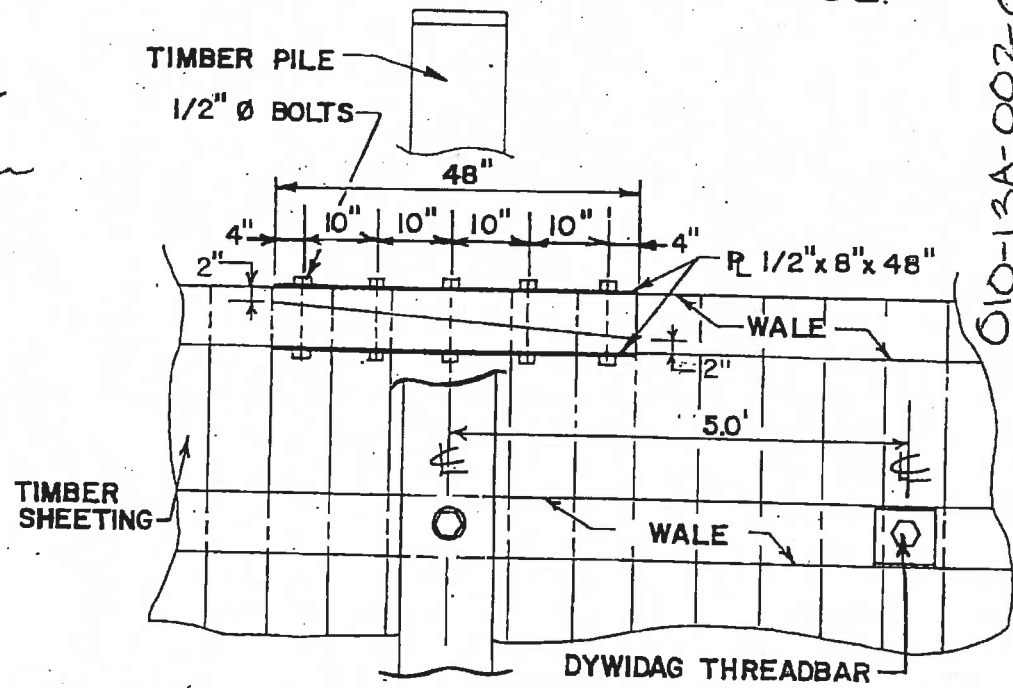 TIMBER PILE
1/2" Ø BOLTS
48"
4"
10"
10"
10"
10"
4"
2"
℞ 1/2" x 8" x 48"
WALE
2"
5.0'
℄
℄
TIMBER
SHEETING
WALE
DYWIDAG THREADBAR